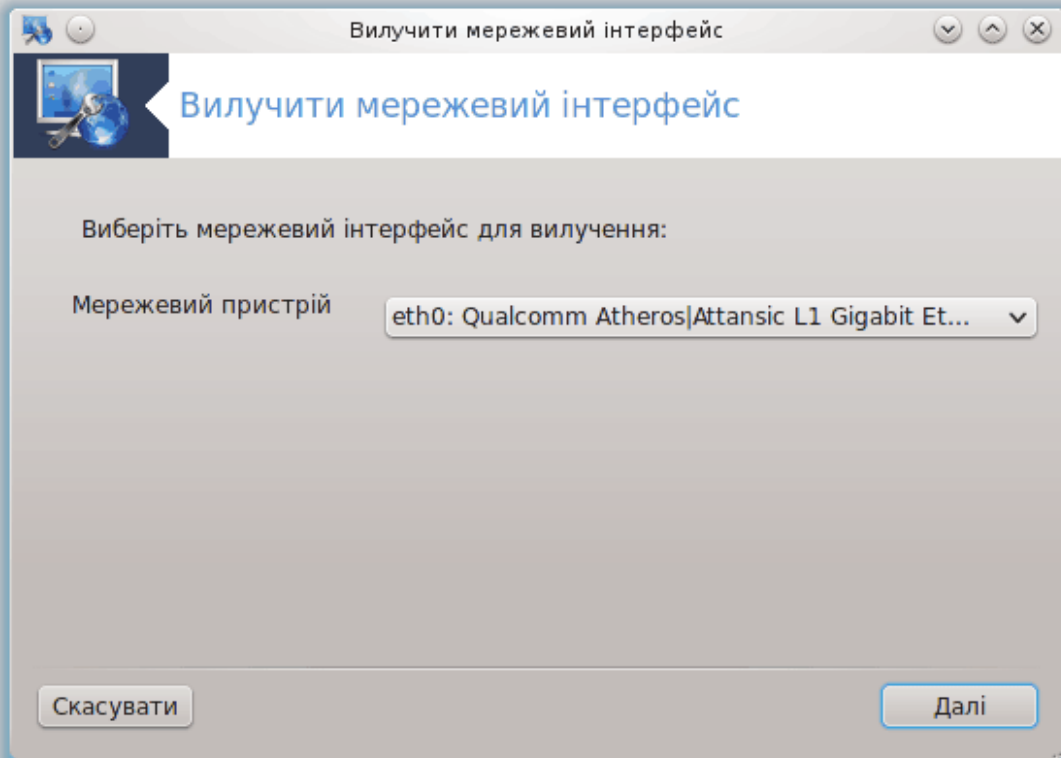 Вилучити мережевий інтерфейс
Вилучити мережевий інтерфейс
Виберіть мережевий інтерфейс для вилучення:
Мережевий пристрій
eth0: Qualcomm Atheros|Attansic L1 Gigabit Et...
Скасувати
Далі